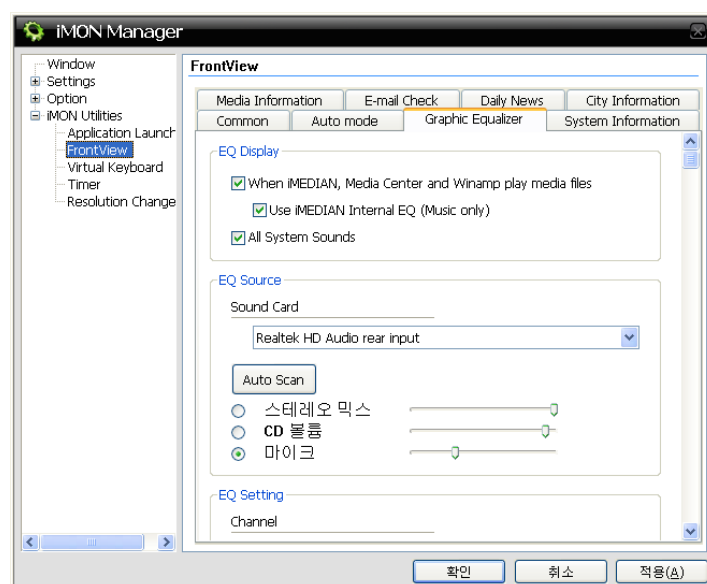 iMON Manager
Window
Settings
Option
iMON Utilities
Application Launch
FrontView
Virtual Keyboard
Timer
Resolution Change
FrontView
Media Information
E-mail Check
Daily News
City Information
Common
Auto mode
Graphic Equalizer
System Information
EQ Display
When iMEDIAN, Media Center and Winamp play media files
Use iMEDIAN Internal EQ (Music only)
All System Sounds
EQ Source
Sound Card
Realtek HD Audio rear input
Auto Scan
스테레오 믹스
CD 볼륨
마이크
EQ Setting
Channel
확인
취소
적용(A)